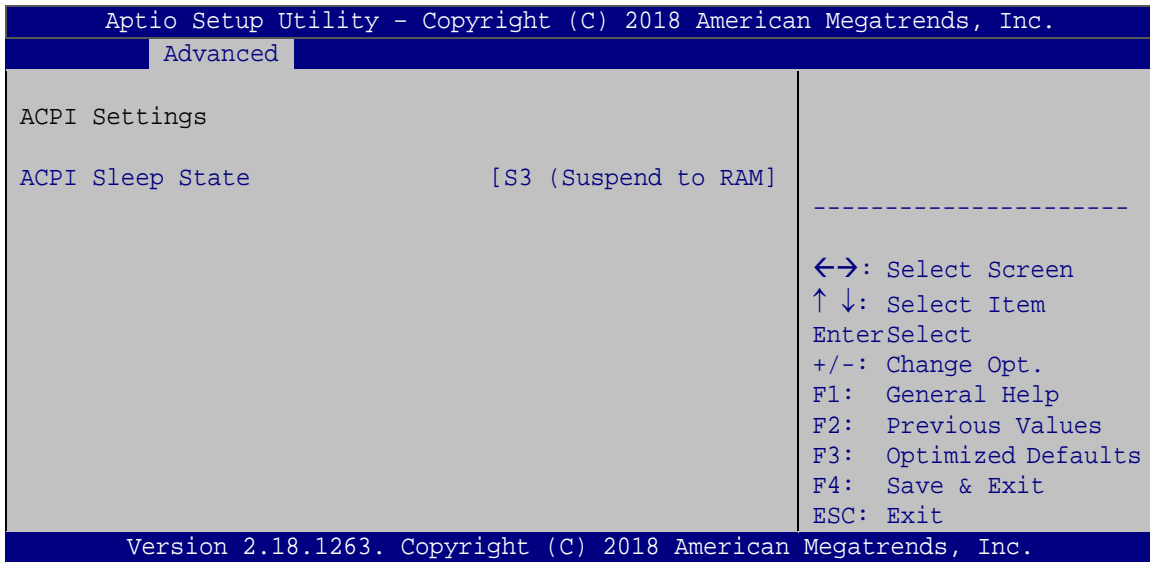 Aptio Setup Utility – Copyright (C) 2018 American Megatrends, Inc.
Advanced
ACPI Settings
ACPI Sleep State [S3 (Suspend to RAM]
-----------------------
←→: Select Screen
↑ ↓: Select Item
EnterSelect
+/-: Change Opt.
F1: General Help
F2: Previous Values
F3: Optimized Defaults
F4: Save & Exit
ESC: Exit
Version 2.18.1263. Copyright (C) 2018 American Megatrends, Inc.